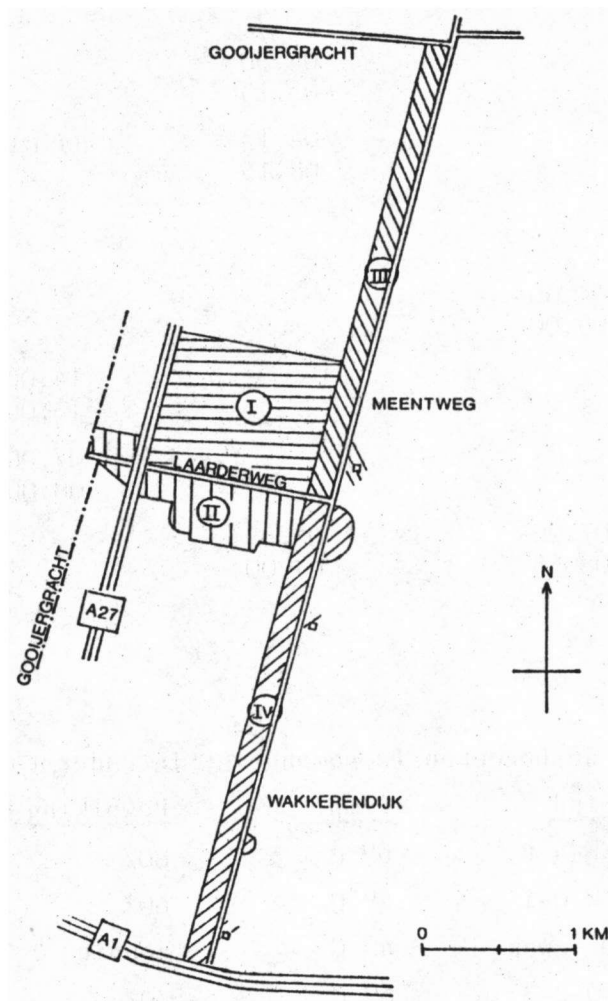 GOOIJERGRACHT
III
I
MEENTWEG
LAARDERWEG
II
GOOIJERGRACHT
A27
N
IV
WAKKERENDIJK
A1
0 1 KM